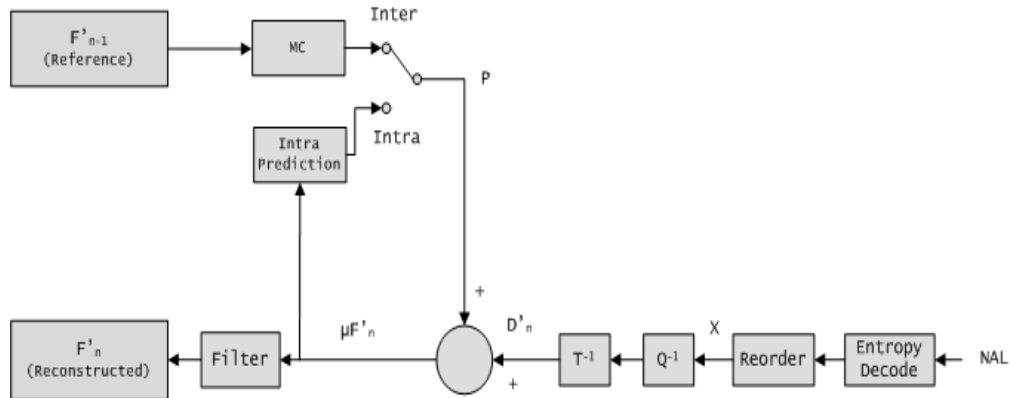 Inter
F'n-1
(Reference)
MC
P
Intra
Intra
Prediction
+
F'n
(Reconstructed)
Filter
µF'n
D'n
+
T-1
Q-1
X
Reorder
Entropy
Decode
NAL